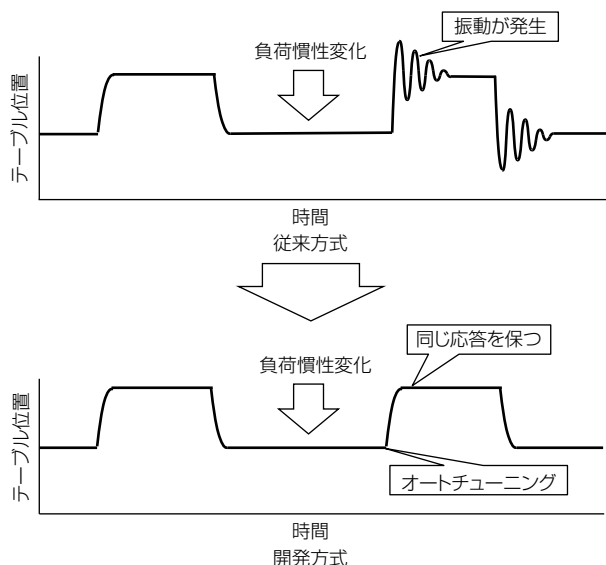 振動が発生
負荷慣性変化
テーブル位置
時間
従来方式
同じ応答を保つ
負荷慣性変化
テーブル位置
オートチューニング
時間
開発方式